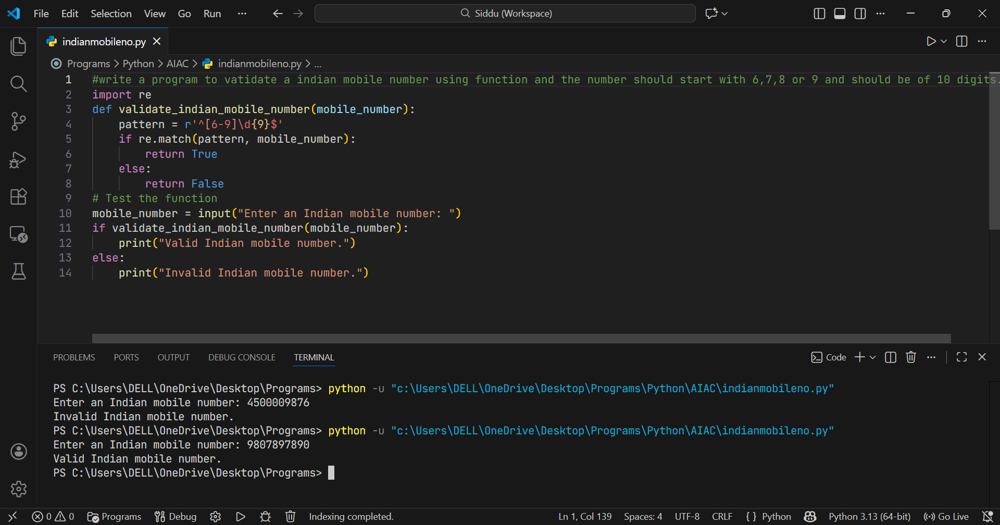 File Edit Selection View Go Run ··· Siddu (Workspace)
indianmobileno.py
Programs > Python > AIAC > indianmobileno.py > ...
1 #write a program to vatidate a indian mobile number using function and the number should start with 6,7,8 or 9 and should be of 10 digits.
2 import re
3 def validate_indian_mobile_number(mobile_number):
4     pattern = r'^[6-9]\d{9}$'
5     if re.match(pattern, mobile_number):
6         return True
7     else:
8         return False
9 # Test the function
10 mobile_number = input("Enter an Indian mobile number: ")
11 if validate_indian_mobile_number(mobile_number):
12     print("Valid Indian mobile number.")
13 else:
14     print("Invalid Indian mobile number.")
PROBLEMS PORTS OUTPUT DEBUG CONSOLE TERMINAL Code
PS C:\Users\DELL\OneDrive\Desktop\Programs> python -u "c:\Users\DELL\OneDrive\Desktop\Programs\Python\AIAC\indianmobileno.py"
Enter an Indian mobile number: 4500009876
Invalid Indian mobile number.
PS C:\Users\DELL\OneDrive\Desktop\Programs> python -u "c:\Users\DELL\OneDrive\Desktop\Programs\Python\AIAC\indianmobileno.py"
Enter an Indian mobile number: 9807897890
Valid Indian mobile number.
PS C:\Users\DELL\OneDrive\Desktop\Programs>
0 0 Programs Debug Indexing completed. Ln 1, Col 139 Spaces: 4 UTF-8 CRLF { } Python Python 3.13 (64-bit) Go Live